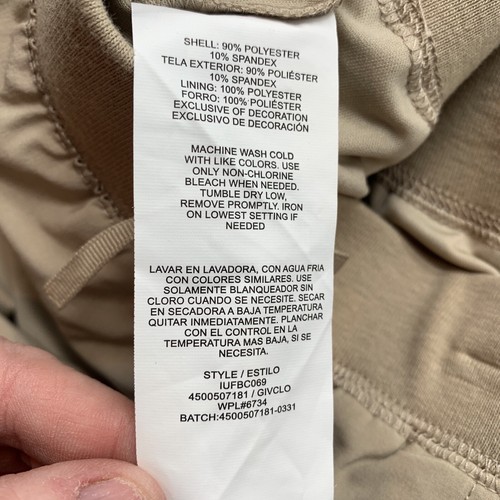 SHELL: 90% POLYESTER
10% SPANDEX
TELA EXTERIOR: 90% POLIÉSTER
10% SPANDEX
LINING: 100% POLYESTER
FORRO: 100% POLIÉSTER
EXCLUSIVE OF DECORATION
EXCLUSIVO DE DECORACIÓN
MACHINE WASH COLD
WITH LIKE COLORS. USE
ONLY NON-CHLORINE
BLEACH WHEN NEEDED.
TUMBLE DRY LOW,
REMOVE PROMPTLY. IRON
ON LOWEST SETTING IF
NEEDED
LAVAR EN LAVADORA, CON AGUA FRIA
CON COLORES SIMILARES. USE
SOLAMENTE BLANQUEADOR SIN
CLORO CUANDO SE NECESITE. SECAR
EN SECADORA A BAJA TEMPERATURA
QUITAR INMEDIATAMENTE. PLANCHAR
CON EL CONTROL EN LA
TEMPERATURA MAS BAJA, SI SE
NECESITA.
STYLE / ESTILO
IUFBC069
4500507181 / GIVCLO
WPL#6734
BATCH:4500507181-0331